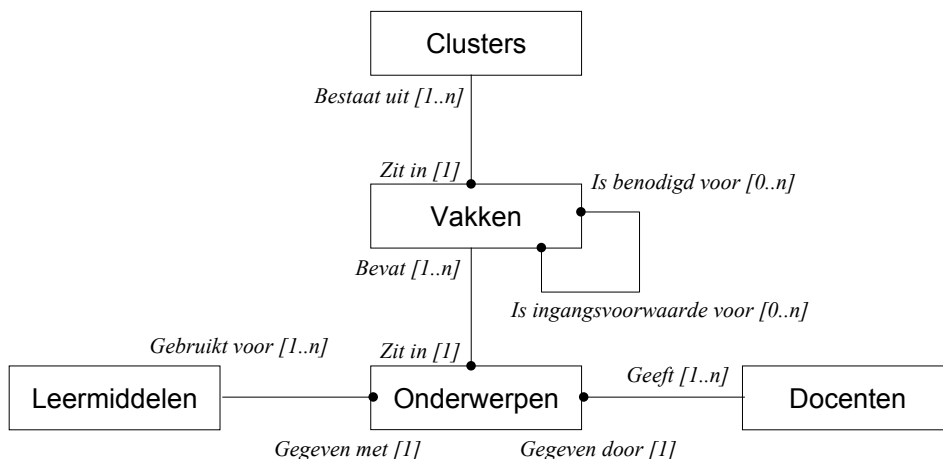 Clusters
Bestaat uit [1..n]
Zit in [1]
Is benodigd voor [0..n]
Vakken
Bevat [1..n]
Is ingangsvoorwaarde voor [0..n]
Gebruikt voor [1..n]
Zit in [1]
Geeft [1..n]
Leermiddelen
Onderwerpen
Docenten
Gegeven met [1]
Gegeven door [1]